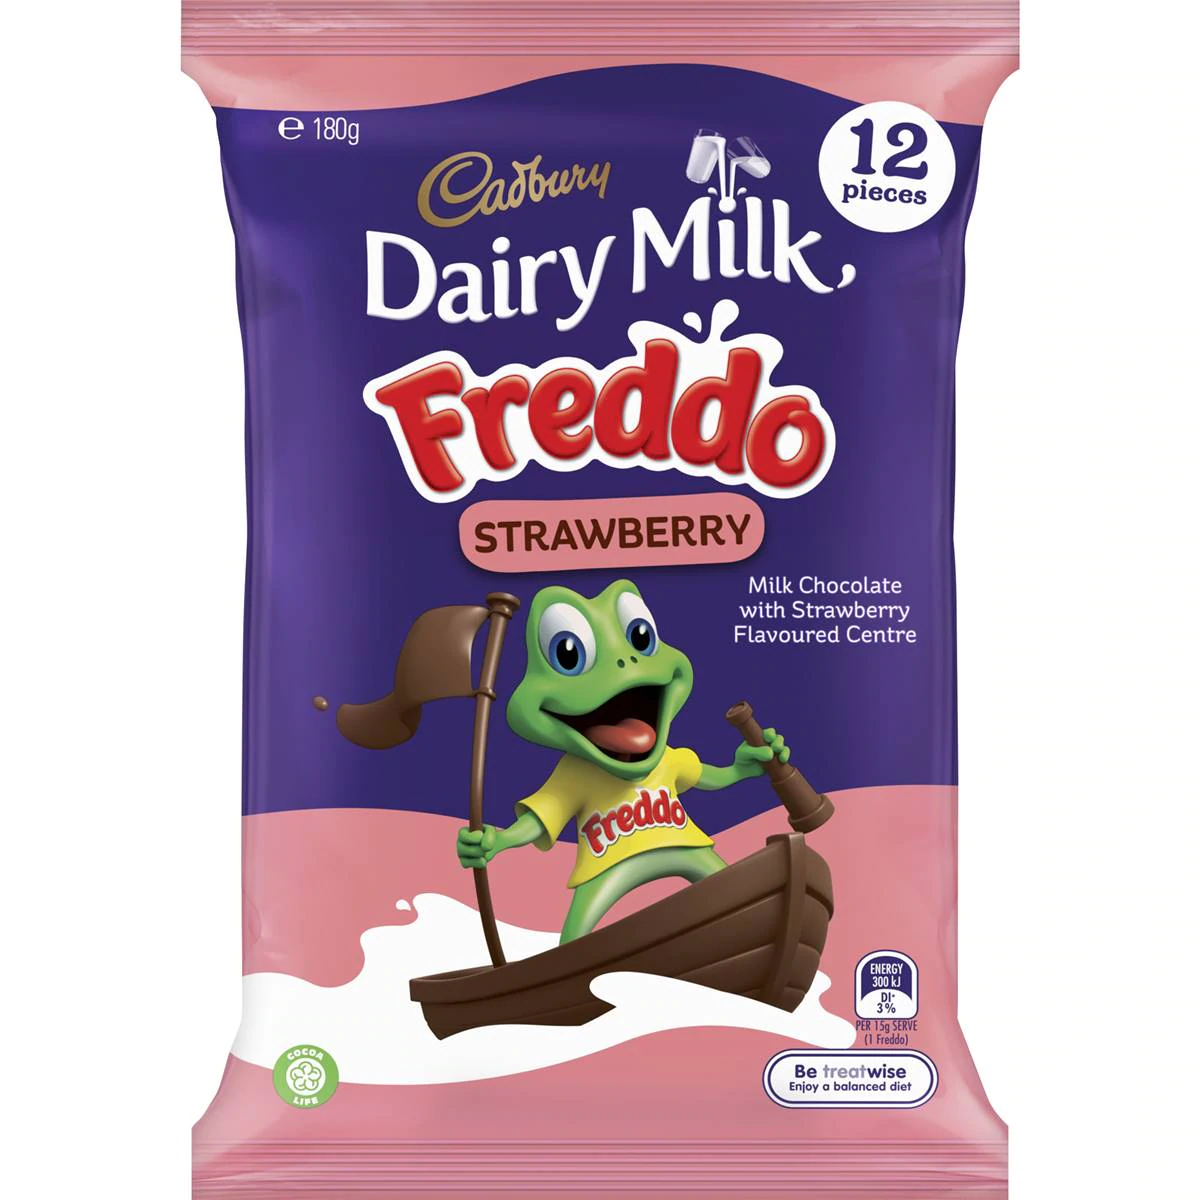 e 180g
12
pieces
Cadbury
Dairy Milk
Freddo
STRAWBERRY
Milk Chocolate
with Strawberry
Flavoured Centre
Freddo
ENERGY
300 kJ
DI*
3%
PER 15g SERVE
(1 Freddo)
COCOA
LIFE
Be treatwise
Enjoy a balanced diet